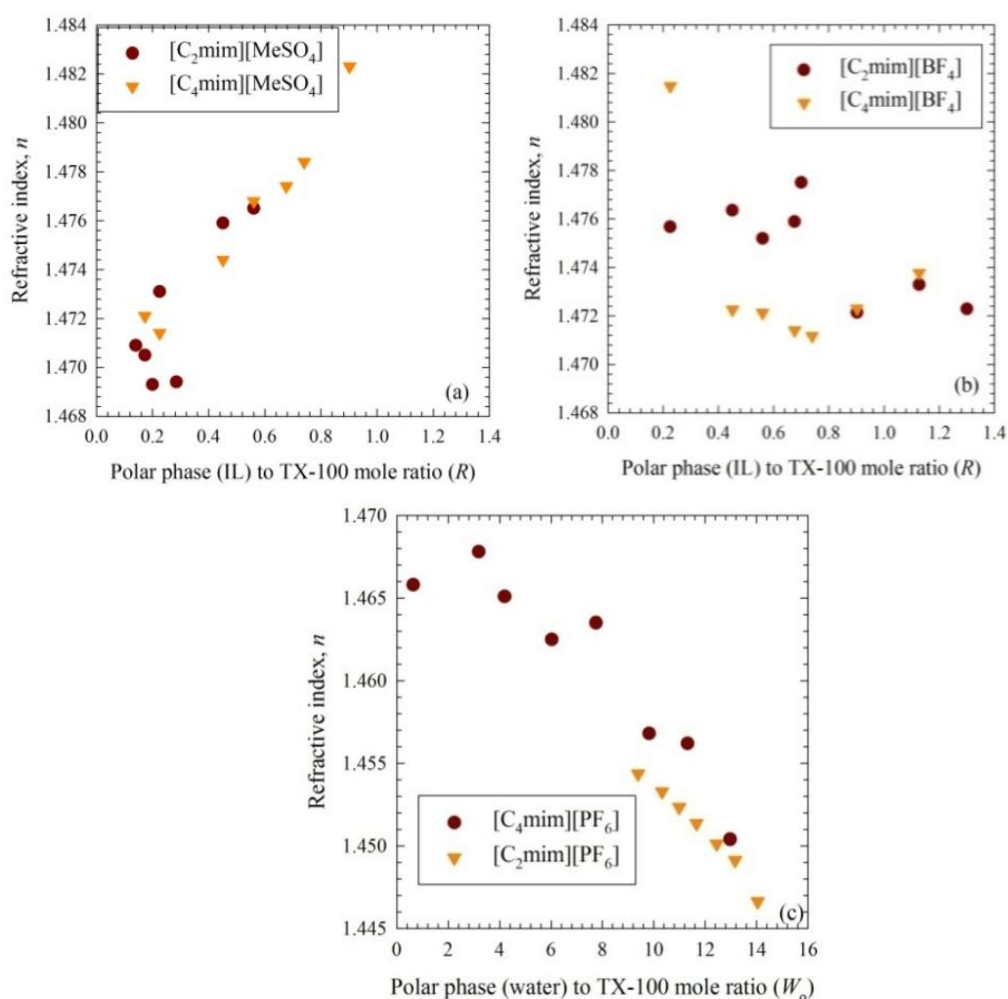 1.484
1.482
1.480
1.478
1.476
1.474
1.472
1.470
1.468
Refractive index, n
[C₂mim][MeSO₄]
[C₄mim][MeSO₄]
(a)
0.0 0.2 0.4 0.6 0.8 1.0 1.2 1.4
Polar phase (IL) to TX-100 mole ratio (R)
1.484
1.482
1.480
1.478
1.476
1.474
1.472
1.470
1.468
Refractive index, n
[C₂mim][BF₄]
[C₄mim][BF₄]
(b)
0.0 0.2 0.4 0.6 0.8 1.0 1.2 1.4
Polar phase (IL) to TX-100 mole ratio (R)
1.470
1.465
1.460
1.455
1.450
1.445
Refractive index, n
[C₄mim][PF₆]
[C₂mim][PF₆]
(c)
0 2 4 6 8 10 12 14 16
Polar phase (water) to TX-100 mole ratio (Wₒ)